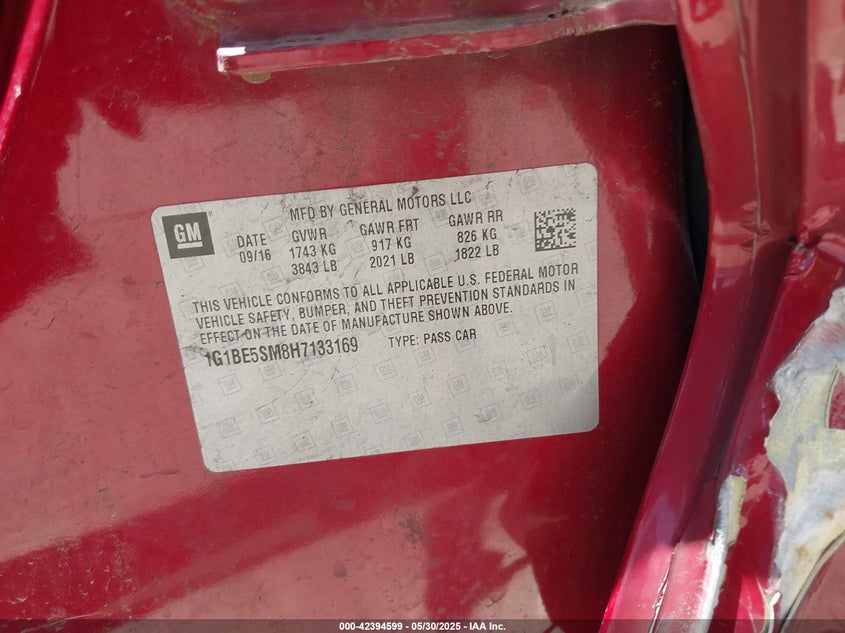 GM
MFD BY GENERAL MOTORS LLC
DATE GVWR GAWR FRT GAWR RR
09/16 1743 KG 917 KG 826 KG
3843 LB 2021 LB 1822 LB
THIS VEHICLE CONFORMS TO ALL APPLICABLE U.S. FEDERAL MOTOR
VEHICLE SAFETY, BUMPER, AND THEFT PREVENTION STANDARDS IN
EFFECT ON THE DATE OF MANUFACTURE SHOWN ABOVE.
1G1BE5SM8H7133169 TYPE: PASS CAR
000-42394599 - 05/30/2025 - IAA Inc.